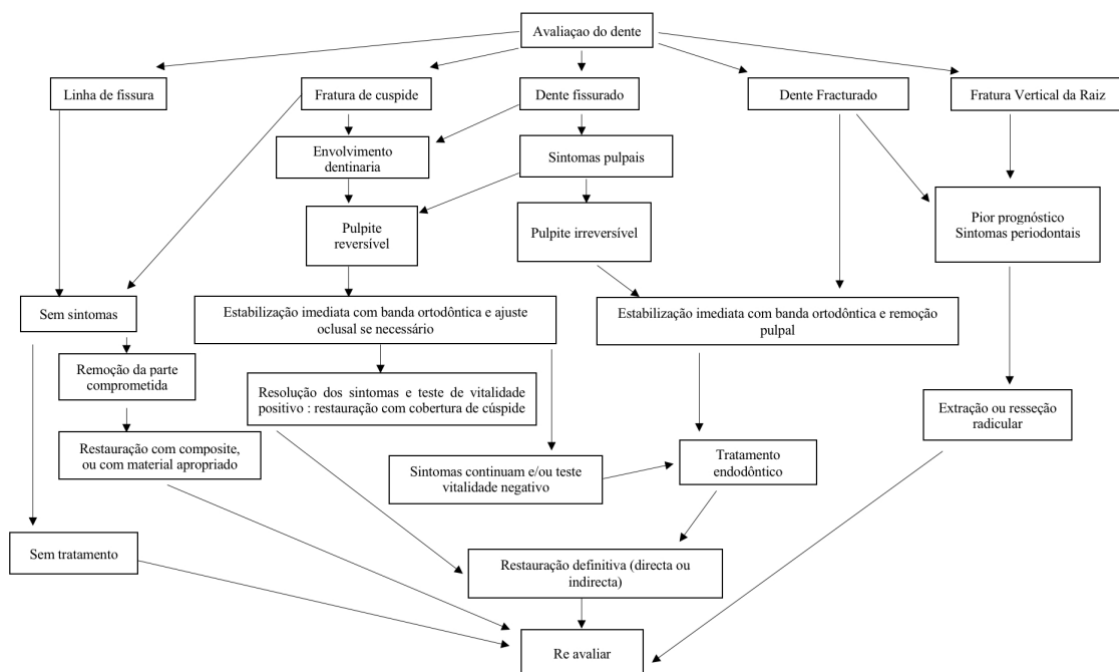 Avaliaçao do dente
Linha de fissura
Fratura de cuspide
Dente fissurado
Dente Fracturado
Fratura Vertical da Raiz
Envolvimento
dentinaria
Sintomas pulpais
Pulpite
reversível
Pulpite irreversível
Pior prognóstico
Sintomas periodontais
Sem sintomas
Estabilização imediata com banda ortodôntica e ajuste
oclusal se necessário
Estabilização imediata com banda ortodôntica e remoção
pulpal
Remoção da parte
comprometida
Resolução dos sintomas e teste de vitalidade
positivo : restauração com cobertura de cúspide
Extração ou resseção
radicular
Restauração com composite,
ou com material apropriado
Sintomas continuam e/ou teste
vitalidade negativo
Tratamento
endodôntico
Sem tratamento
Restauração definitiva (directa ou
indirecta)
Re avaliar